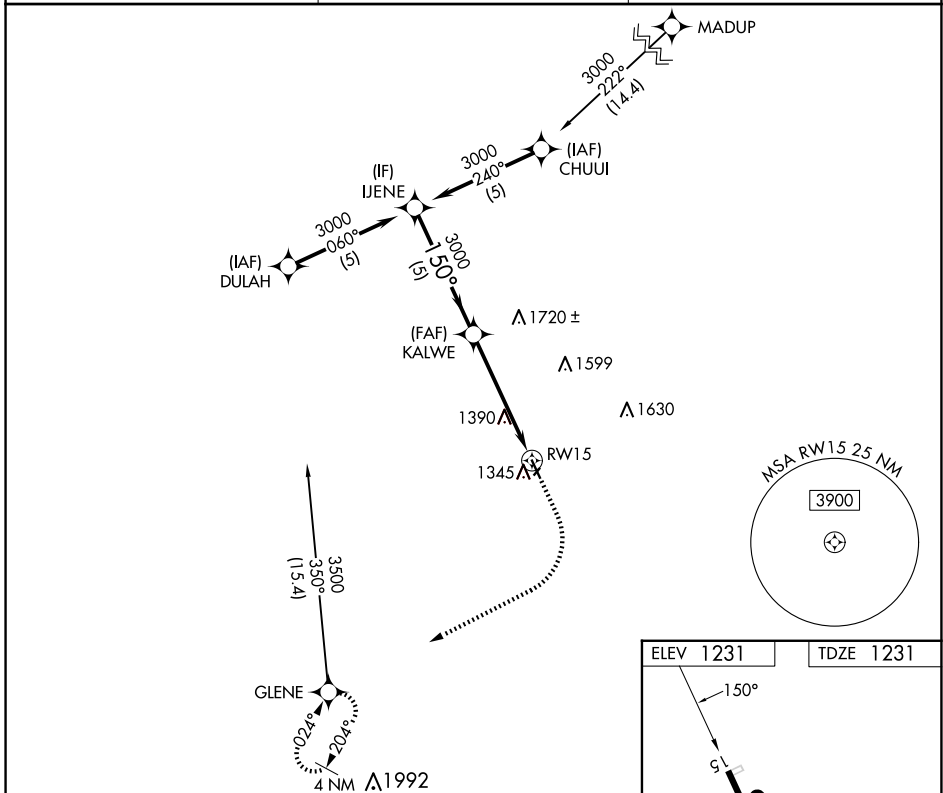 MADUP
3000
222°
(14.4)
(IAF)
CHUUI
3000
240°
(5)
(IF)
IJENE
3000
060°
(5)
(IAF)
DULAH
3000
150°
(5)
(FAF)
KALWE
1720 ±
1599
1630
1390
RW15
1345
MSA RW15 25 NM
3900
3500
350°
(15.4)
GLENE
024°
204°
4 NM
1992
ELEV 1231
TDZE 1231
150°
15